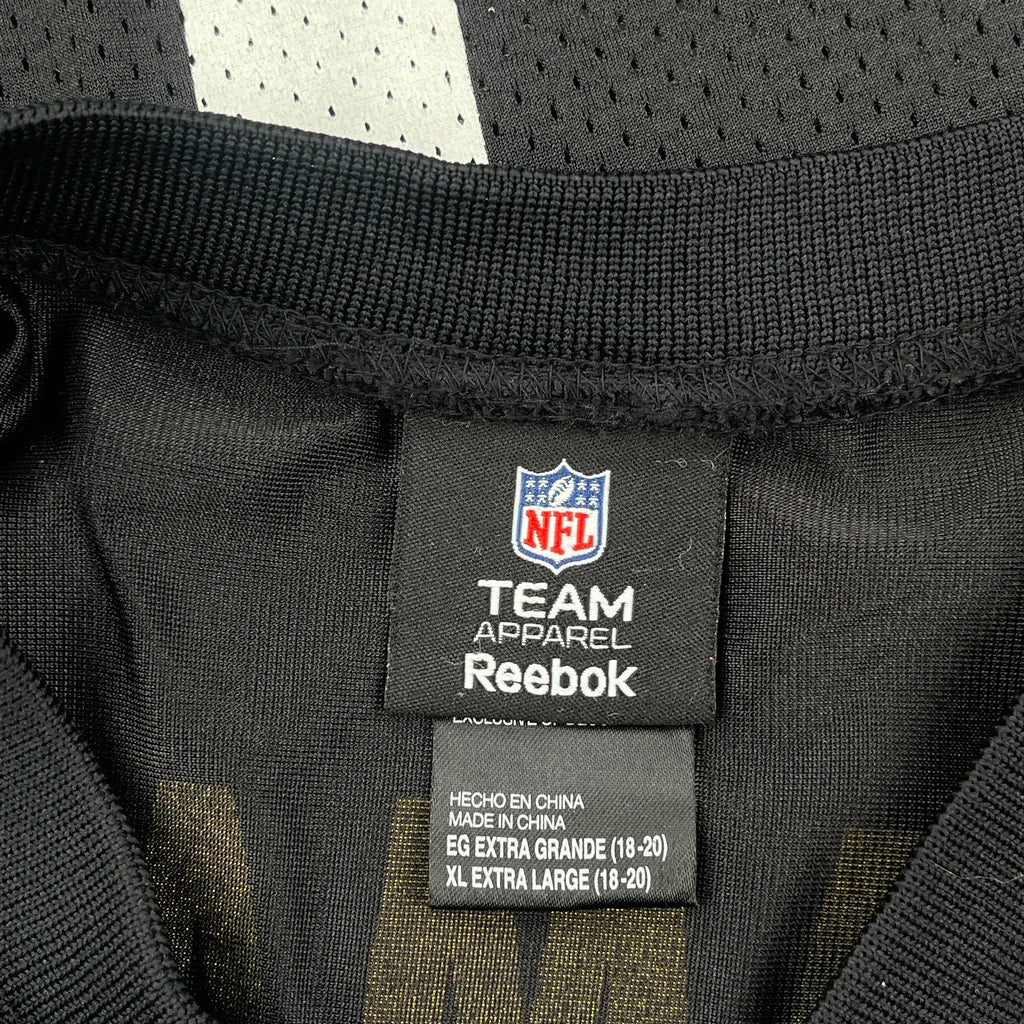 NFL
TEAM
APPAREL
Reebok
HECHO EN CHINA
MADE IN CHINA
EG EXTRA GRANDE (18-20)
XL EXTRA LARGE (18-20)